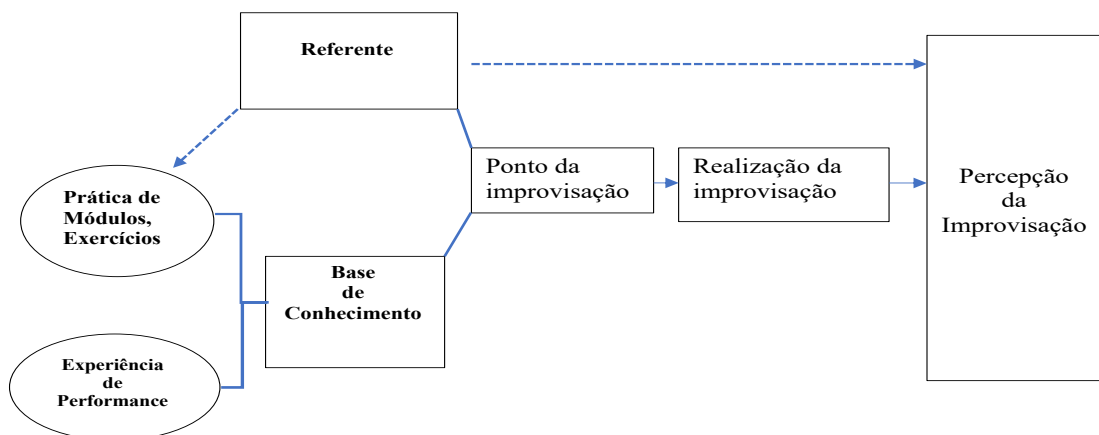 Referente
Prática de
Módulos,
Exercícios
Ponto da
improvisação
Realização da
improvisação
Percepção
da
Improvisação
Base
de
Conhecimento
Experiência
de
Performance